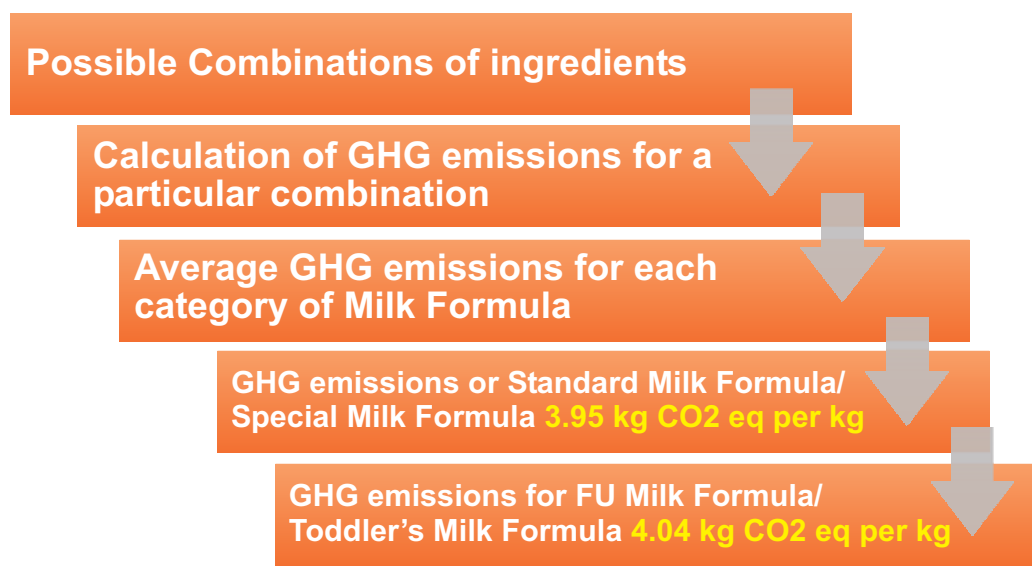 Possible Combinations of ingredients
Calculation of GHG emissions for a
particular combination
Average GHG emissions for each
category of Milk Formula
GHG emissions or Standard Milk Formula/
Special Milk Formula 3.95 kg CO2 eq per kg
GHG emissions for FU Milk Formula/
Toddler’s Milk Formula 4.04 kg CO2 eq per kg